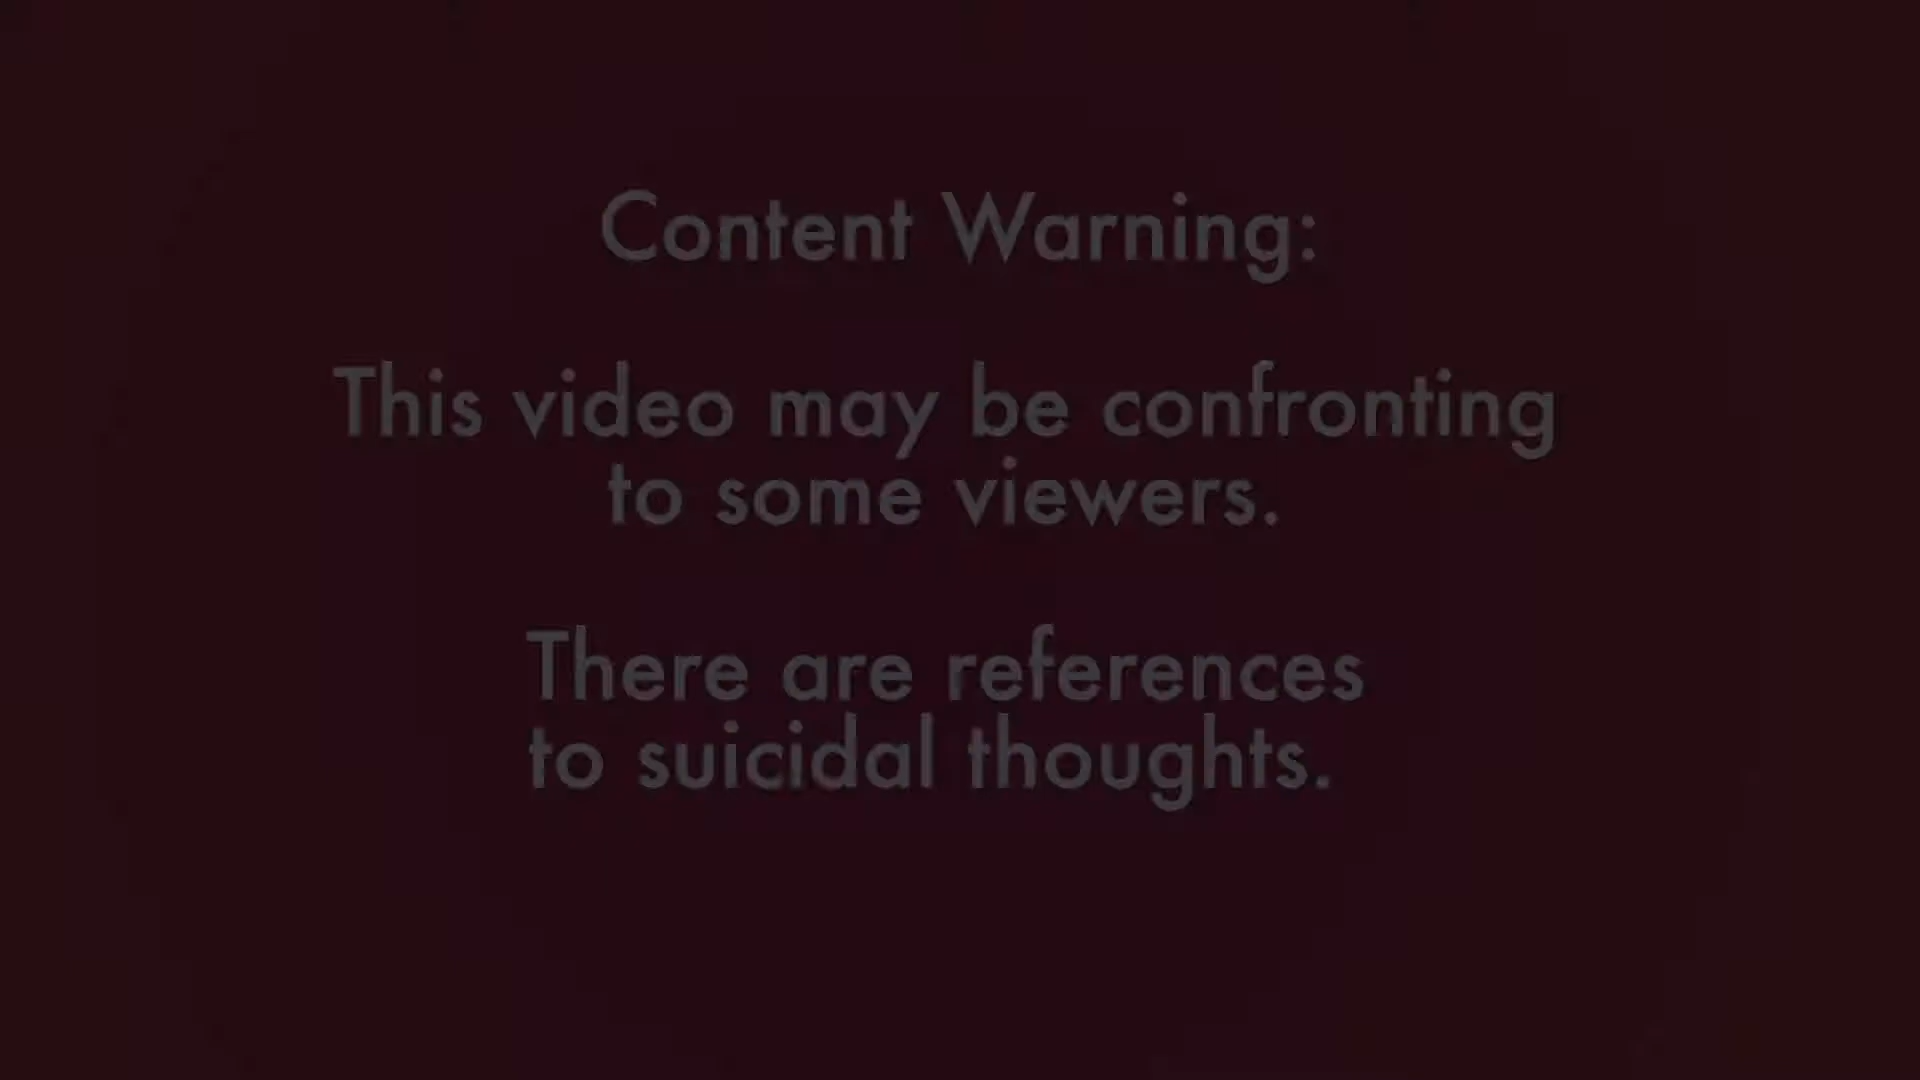 Content Warning:
This video may be confronting
to some viewers.
There are references
to suicidal thoughts.